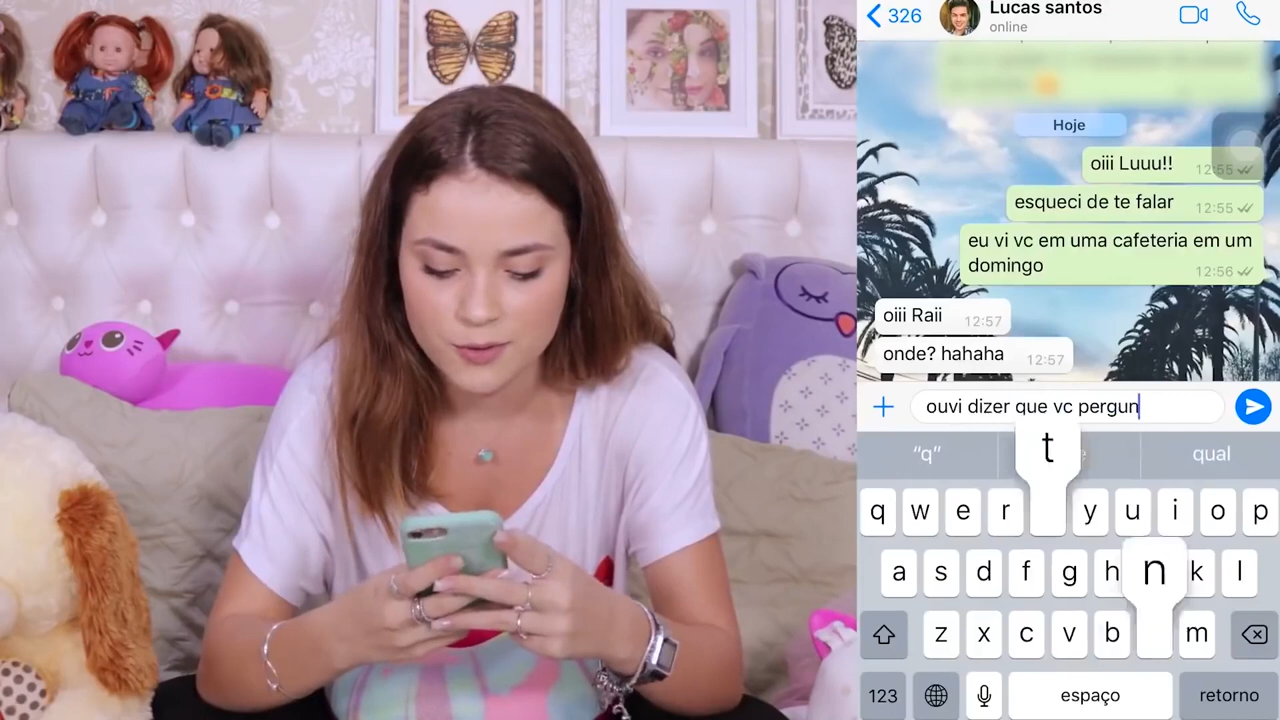 326
Lucas santos
online
Hoje
oiii Luuu!! 12:55
esqueci de te falar 12:55
eu vi vc em uma cafeteria em um
domingo 12:56
oiii Raii 12:57
onde? hahaha 12:57
ouvi dizer que vc pergun
t
“q” qual
q w e r y u i o p
a s d f g h n k l
z x c v b m
123 espaço retorno